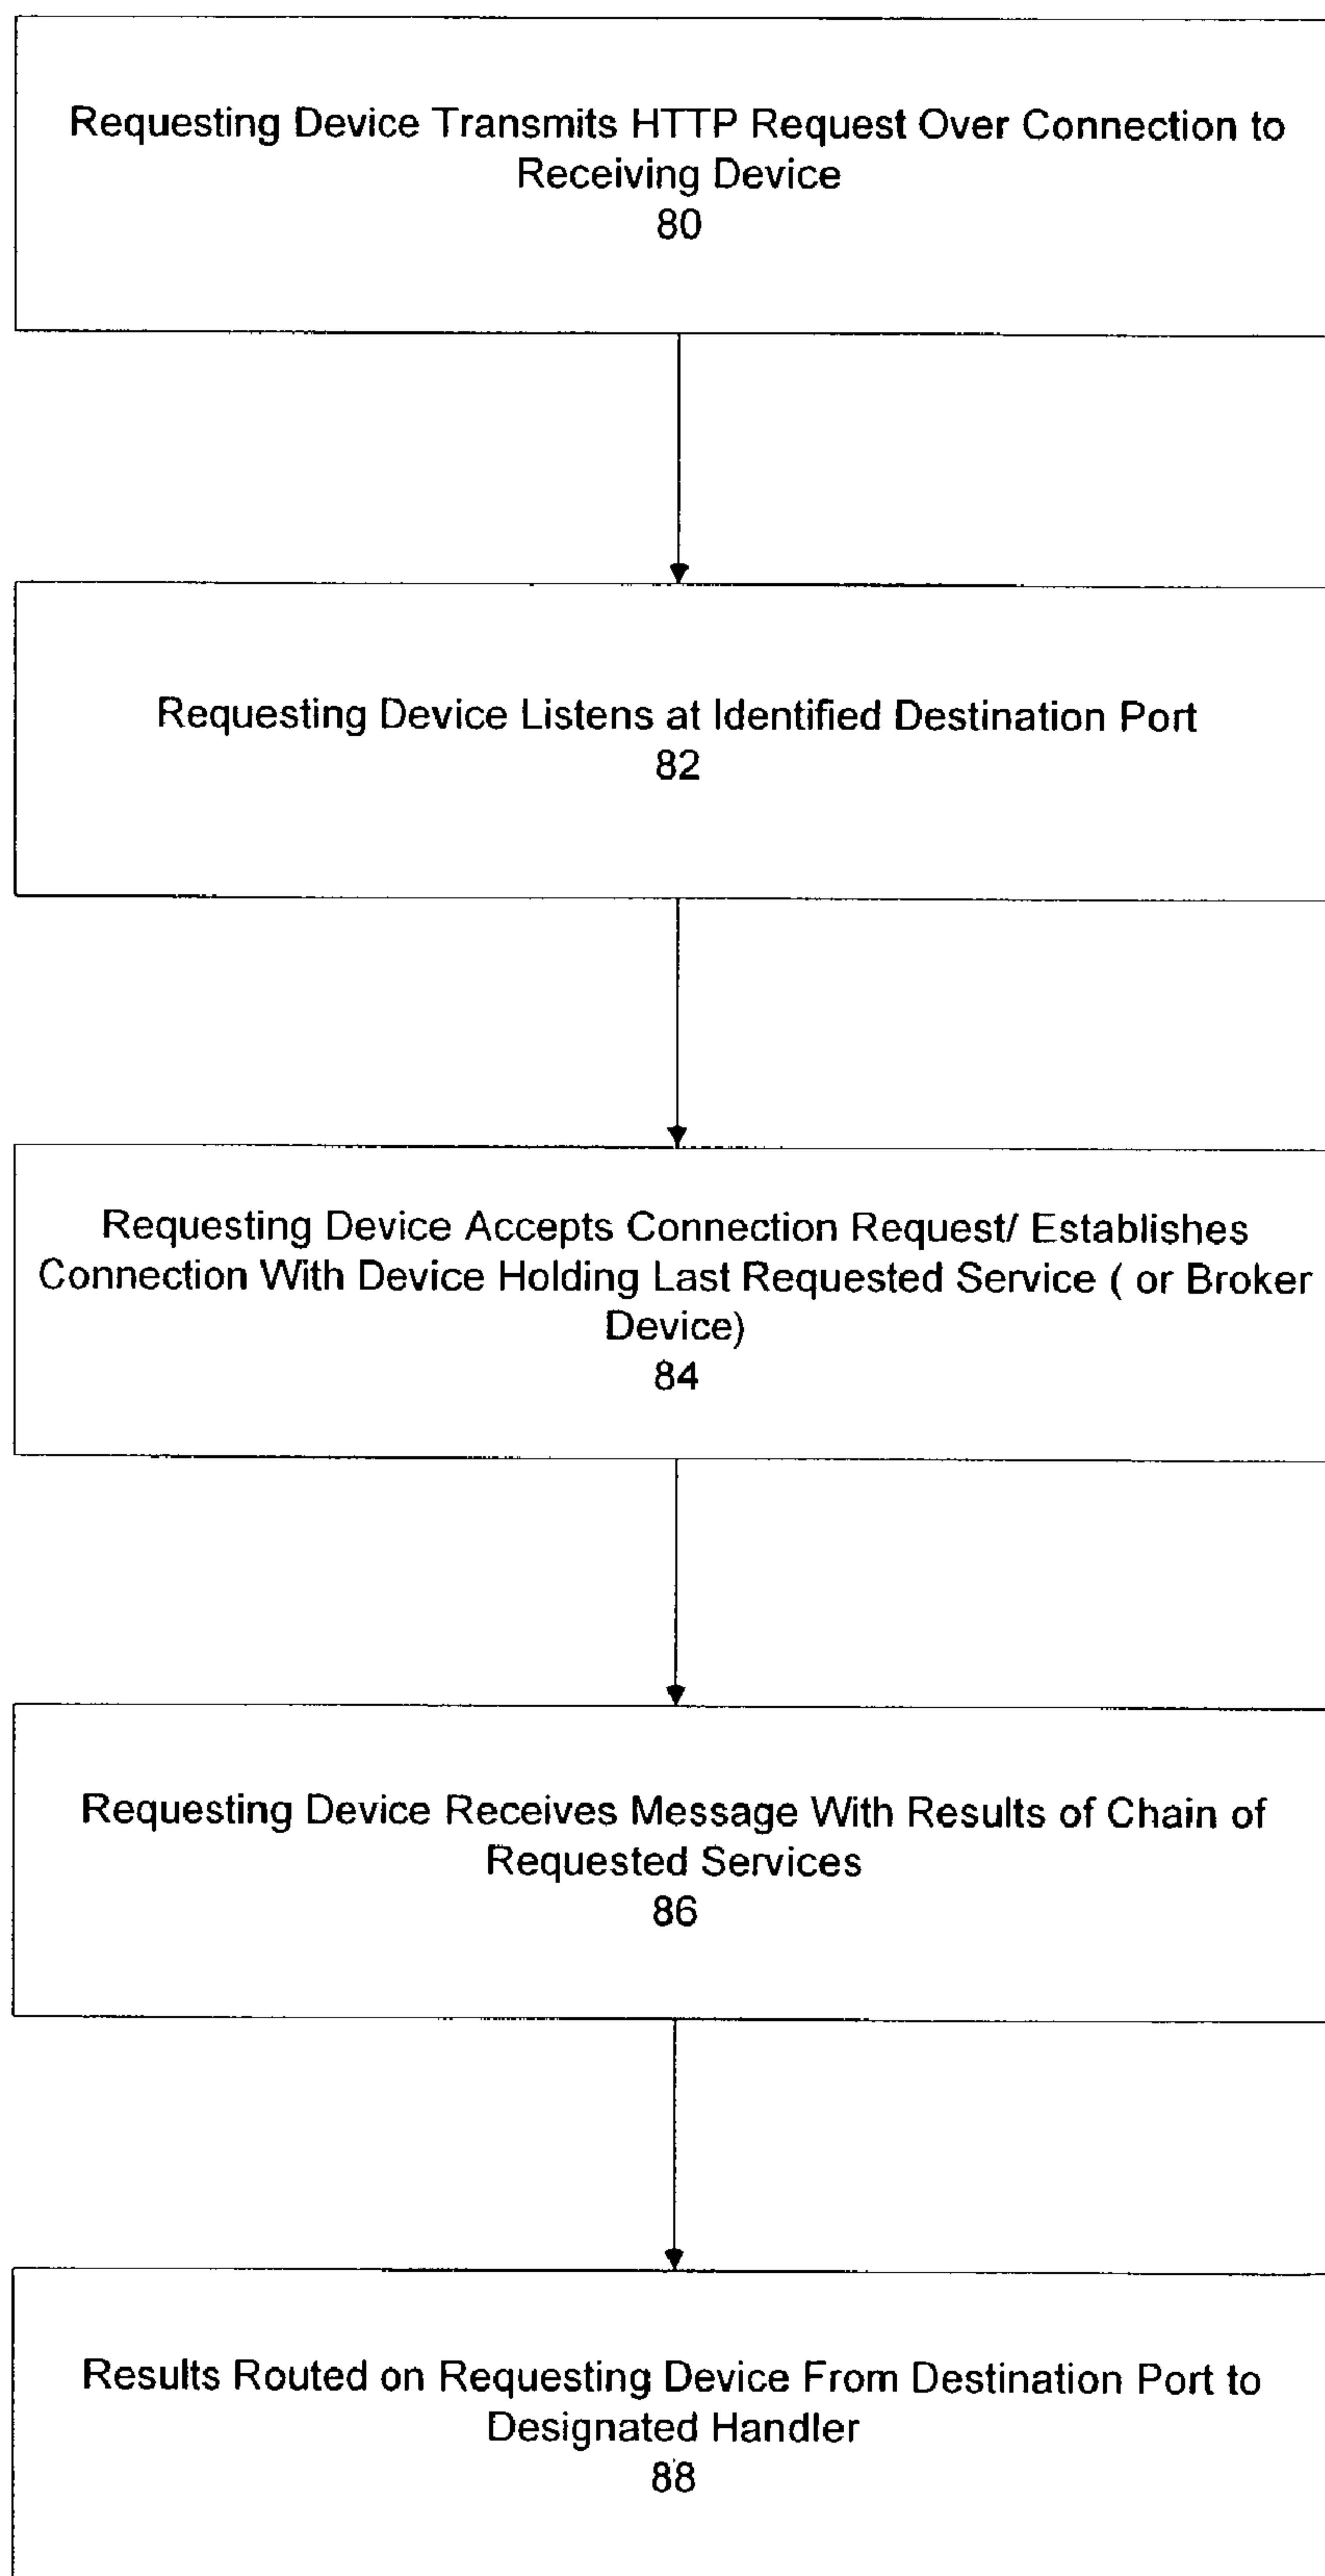 Requesting Device Transmits HTTP Request Over Connection to
Receiving Device
80
Requesting Device Listens at Identified Destination Port
82
Requesting Device Accepts Connection Request/ Establishes
Connection With Device Holding Last Requested Service ( or Broker
Device)
84
Requesting Device Receives Message With Results of Chain of
Requested Services
86
Results Routed on Requesting Device From Destination Port to
Designated Handler
88